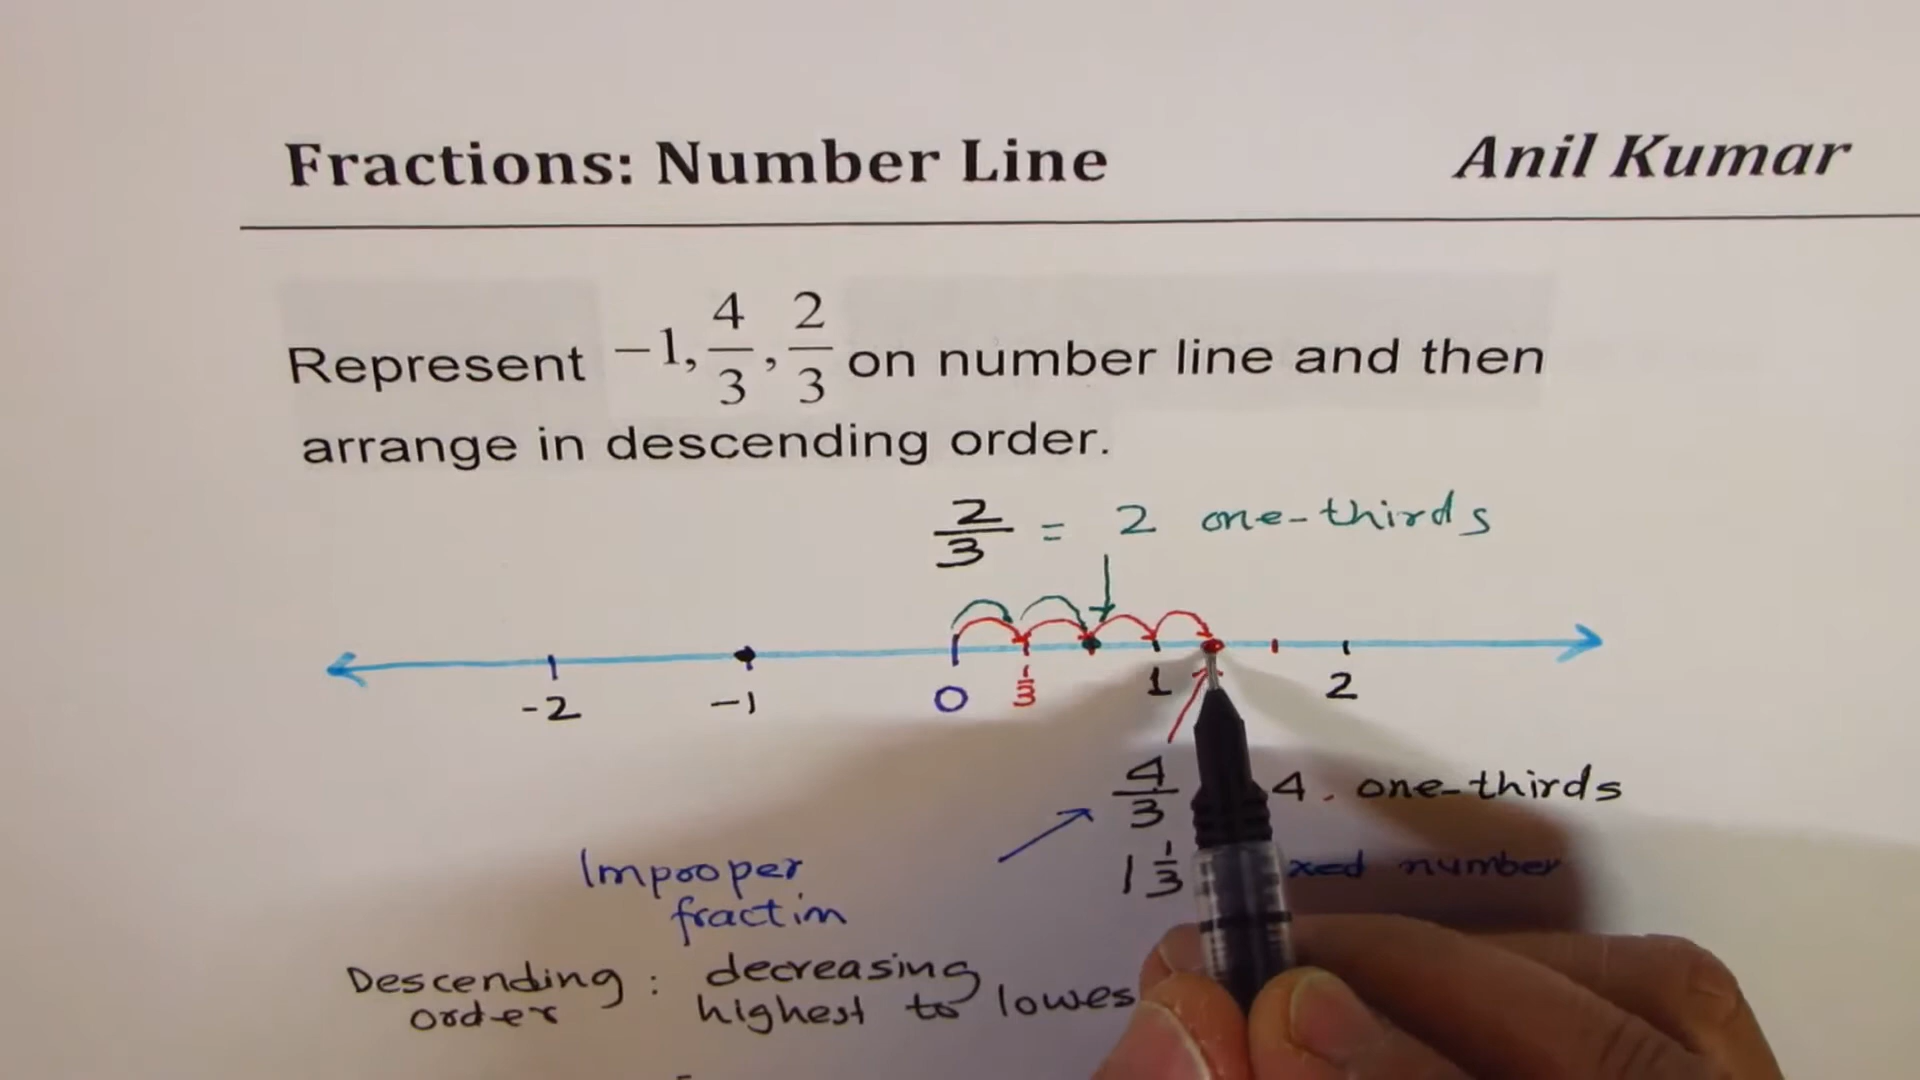 Fractions: Number Line
Anil Kumar
Represent −1, 4/3, 2/3 on number line and then
arrange in descending order.
2/3 = 2 one-thirds
-2 -1 0 1/3 1 2
4/3 4. one-thirds
1 1/3 xed number
Improper
fractin
Descending : decreasing
order highest to lowes